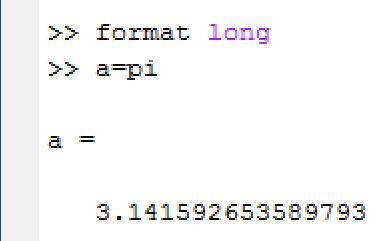 >> format long
>> a=pi
a =
3.141592653589793